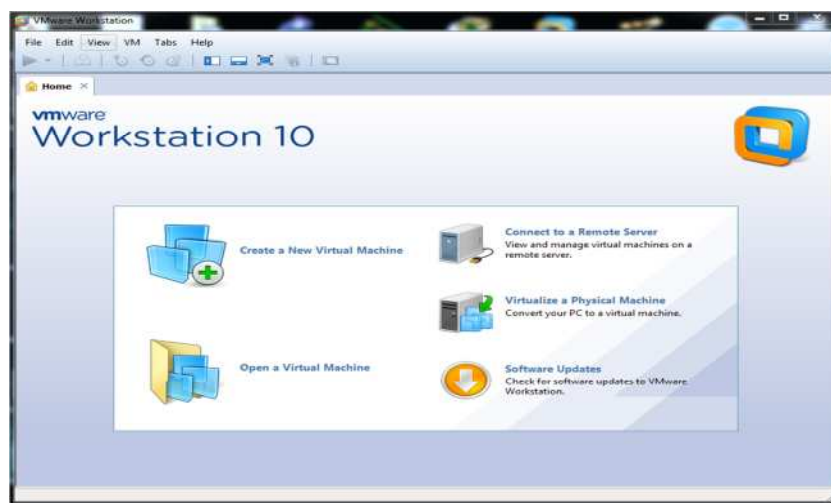 VMware Workstation
File Edit View VM Tabs Help
Home
vmware
Workstation 10
Create a New Virtual Machine
Open a Virtual Machine
Connect to a Remote Server
View and manage virtual machines on a
remote server.
Virtualize a Physical Machine
Convert your PC to a virtual machine.
Software Updates
Check for software updates to VMware
Workstation.